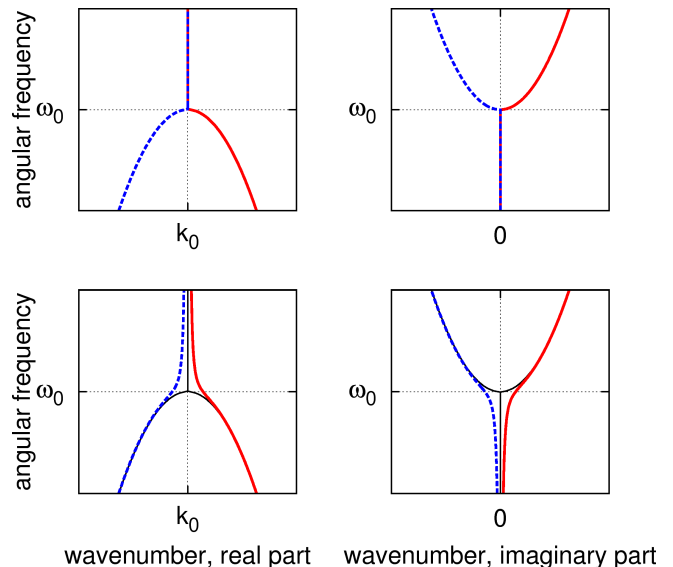 angular frequency
ω0
k0
ω0
0
angular frequency
ω0
k0
ω0
0
wavenumber, real part
wavenumber, imaginary part